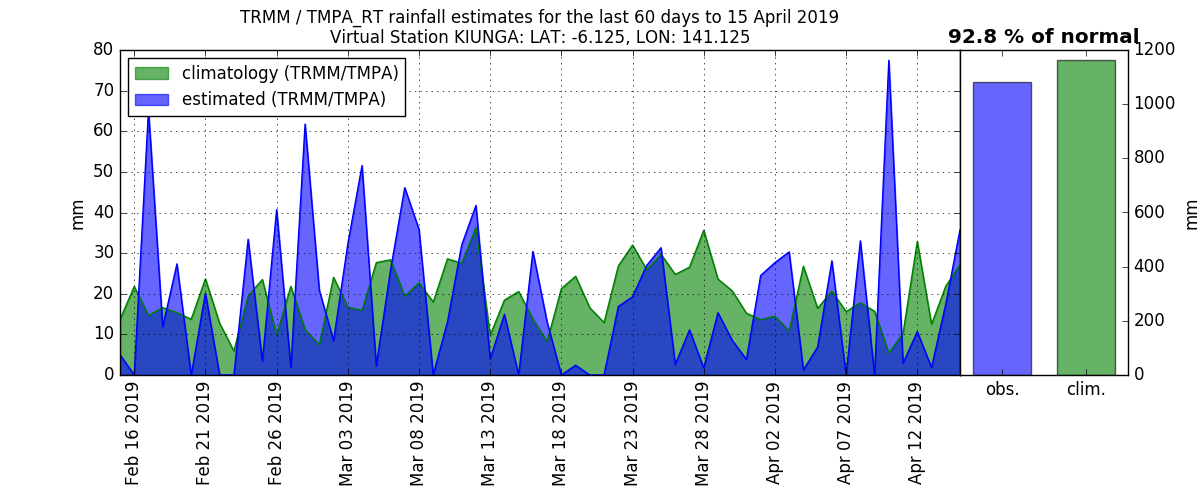 TRMM / TMPA_RT rainfall estimates for the last 60 days to 15 April 2019
Virtual Station KIUNGA: LAT: -6.125, LON: 141.125
92.8 % of normal
climatology (TRMM/TMPA)
estimated (TRMM/TMPA)
80
70
60
50
40
30
20
10
0
mm
1200
1000
800
600
400
200
0
mm
Feb 16 2019
Feb 21 2019
Feb 26 2019
Mar 03 2019
Mar 08 2019
Mar 13 2019
Mar 18 2019
Mar 23 2019
Mar 28 2019
Apr 02 2019
Apr 07 2019
Apr 12 2019
obs.
clim.